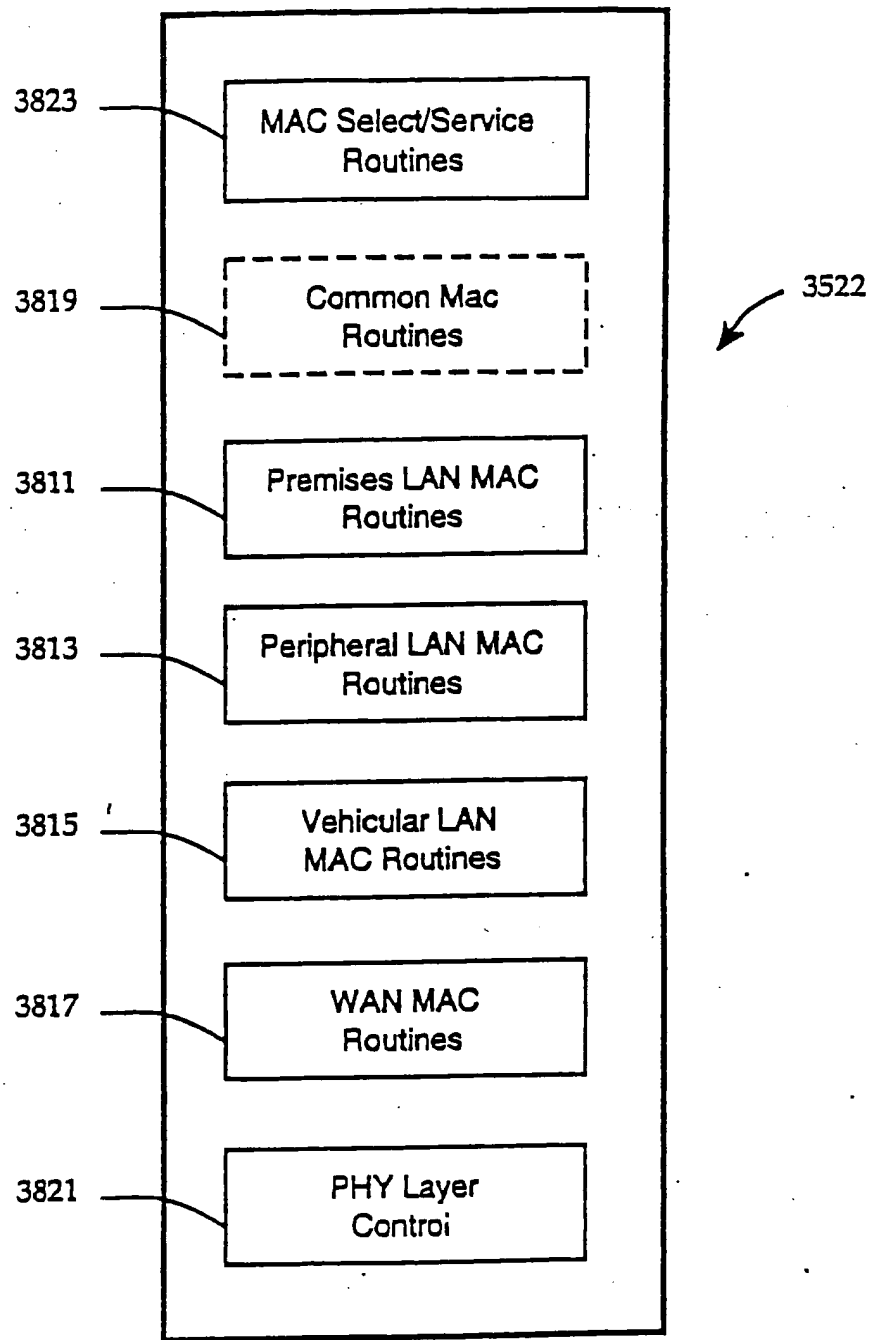 3823
MAC Select/Service
Routines
3819
Common Mac
Routines
3522
3811
Premises LAN MAC
Routines
3813
Peripheral LAN MAC
Routines
3815
Vehicular LAN
MAC Routines
3817
WAN MAC
Routines
3821
PHY Layer
Control